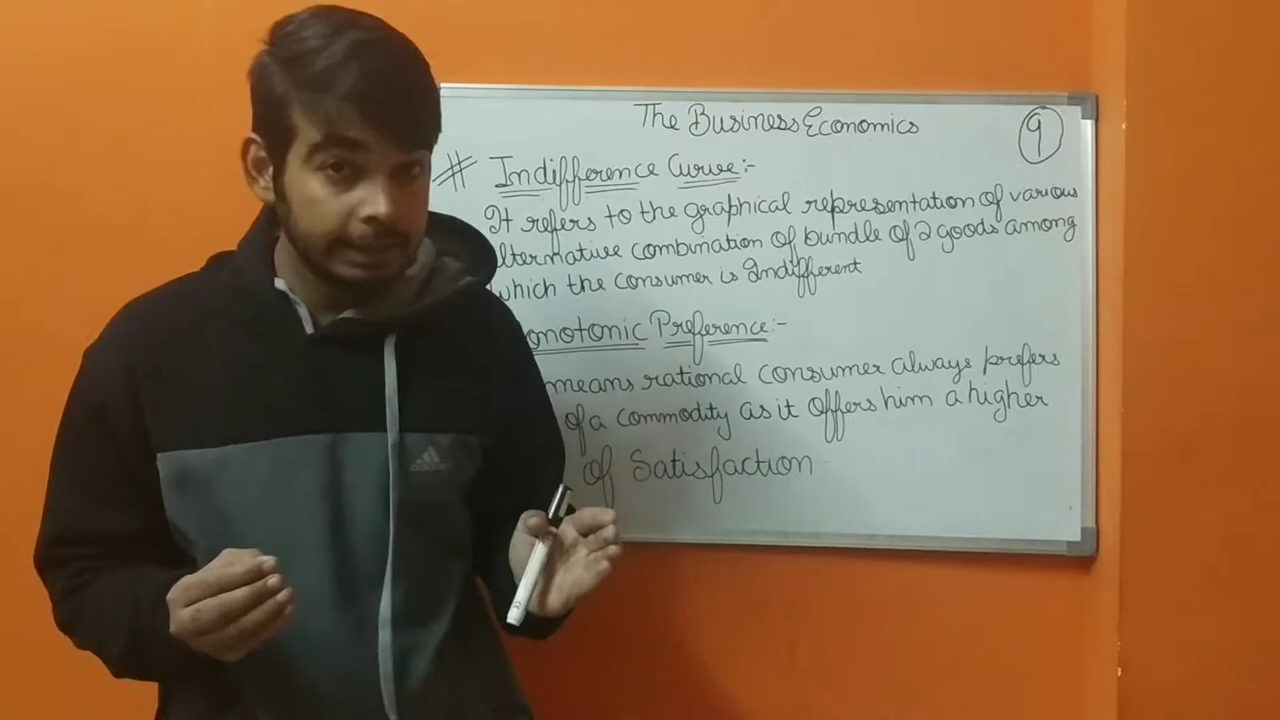 The Business Economics
9
# Indifference Curve:-
It refers to the graphical representation of various
lternative combination of bundle of 2 goods among
which the consumer is Indifferent
onotonic Preference:-
means rational consumer always prefers
of a commodity as it offers him a higher
of Satisfaction
adidas